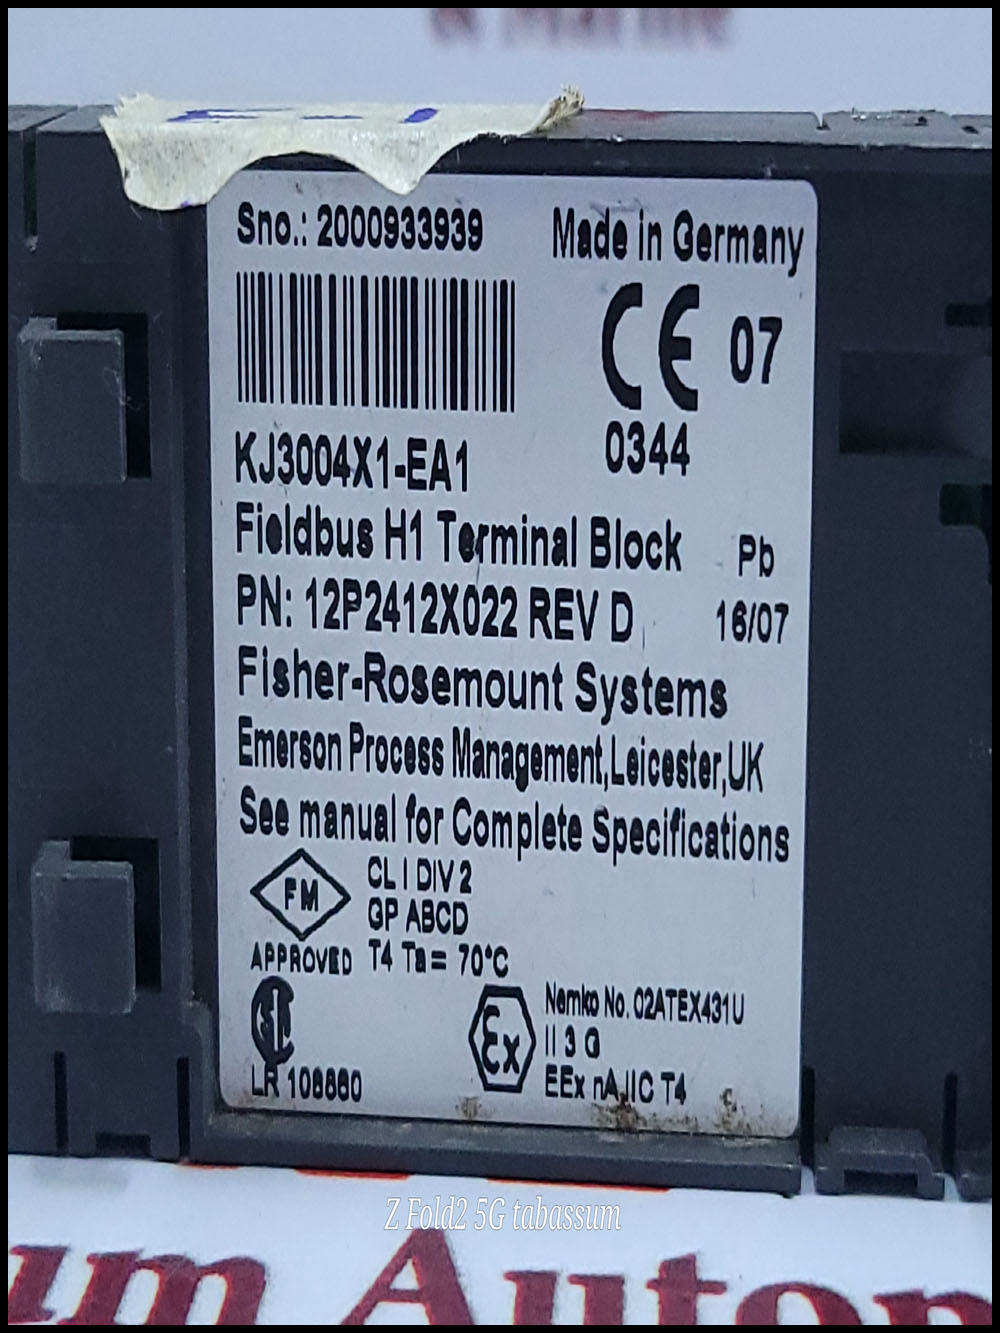 Sno.: 2000933939
Made in Germany
CE 07
0344
KJ3004X1-EA1
Fieldbus H1 Terminal Block
Pb
PN: 12P2412X022 REV D
16/07
Fisher-Rosemount Systems
Emerson Process Management,Leicester,UK
See manual for Complete Specifications
FM
APPROVED
CL I DIV 2
GP ABCD
T4 Ta = 70°C
LR 108860
Ex
Nemko No. 02ATEX431U
II 3 G
EEx nA IIC T4
Z Fold2 5G tabassum
um Autom